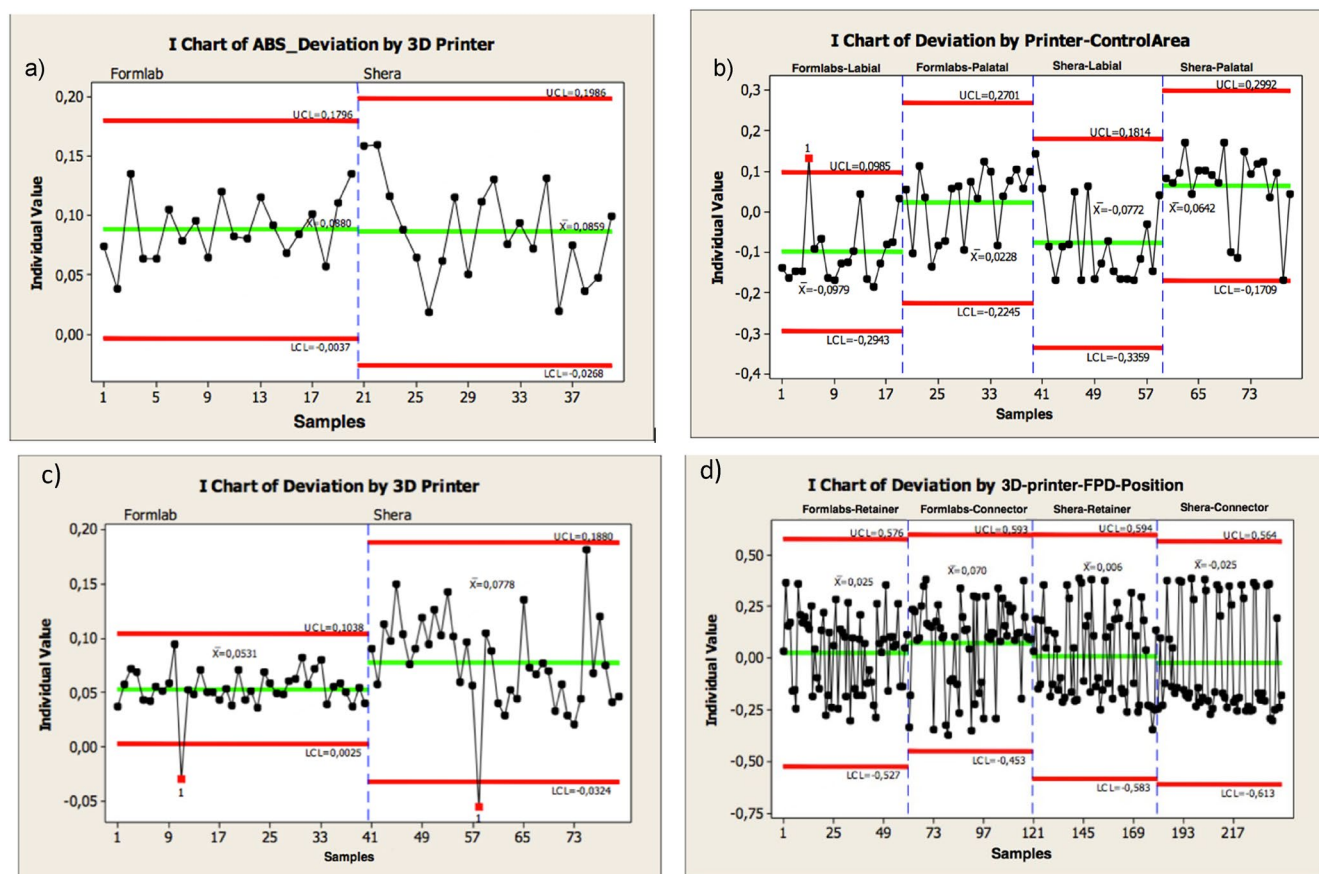 a)
I Chart of ABS_Deviation by 3D Printer
Formlab Shera
UCL=0,1986
UCL=0,1796
X̄=0,0880
X̄=0,0859
LCL=-0,0037
LCL=-0,0268
Individual Value
0,20
0,15
0,10
0,05
0,00
1 5 9 13 17 21 25 29 33 37
Samples
b)
I Chart of Deviation by Printer-ControlArea
Formlabs-Labial Formlabs-Palatal Shera-Labial Shera-Palatal
UCL=0,2992
UCL=0,2701
UCL=0,1814
UCL=0,0985
1
X̄=-0,0979
X̄=0,0228
X̄=-0,0772
X̄=0,0642
LCL=-0,2943
LCL=-0,2245
LCL=-0,3359
LCL=-0,1709
Individual Value
0,3
0,2
0,1
0,0
-0,1
-0,2
-0,3
-0,4
1 9 17 25 33 41 49 57 65 73
Samples
c)
I Chart of Deviation by 3D Printer
Formlab Shera
UCL=0,1880
UCL=0,1038
X̄=0,0531
X̄=0,0778
LCL=0,0025
LCL=-0,0324
1
1
Individual Value
0,20
0,15
0,10
0,05
0,00
-0,05
1 9 17 25 33 41 49 57 65 73
Samples
d)
I Chart of Deviation by 3D-printer-FPD-Position
Formlabs-Retainer Formlabs-Connector Shera-Retainer Shera-Connector
UCL=0,576
UCL=0,593
UCL=0,594
UCL=0,564
X̄=0,025
X̄=0,070
X̄=0,006
X̄=-0,025
LCL=-0,527
LCL=-0,453
LCL=-0,583
LCL=-0,613
Individual Value
0,50
0,25
0,00
-0,25
-0,50
-0,75
1 25 49 73 97 121 145 169 193 217
Samples